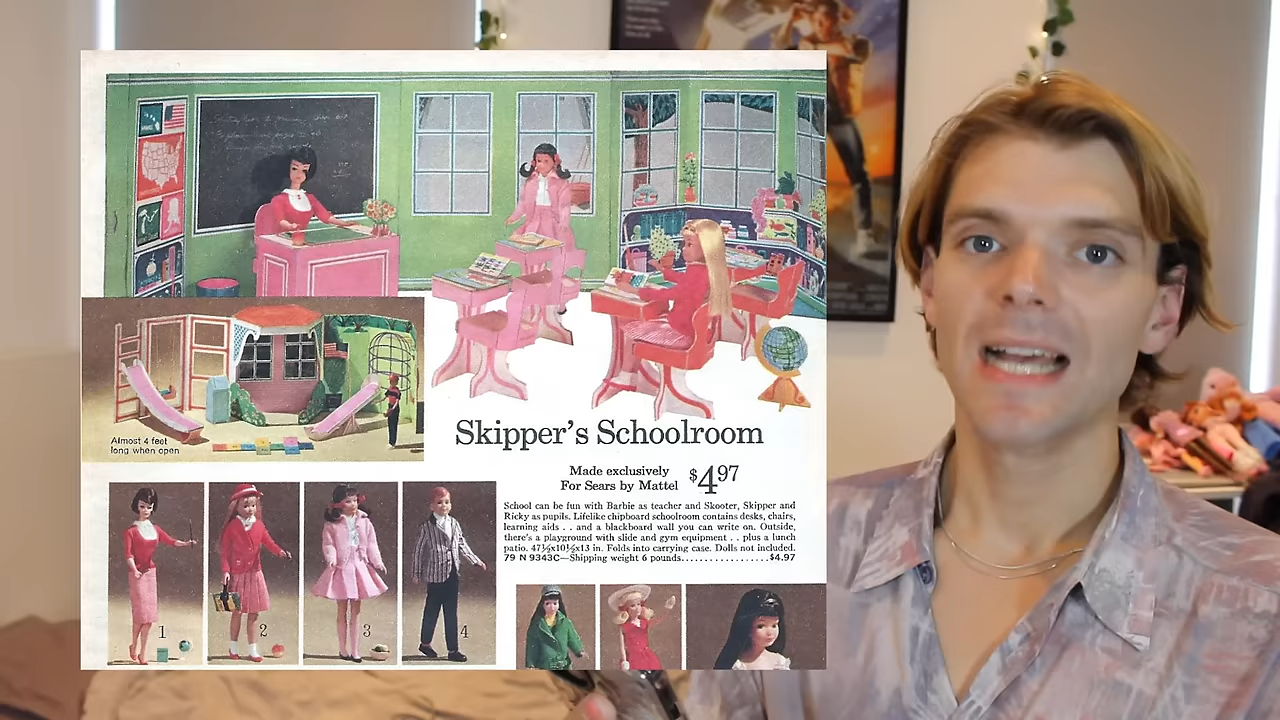 Almost 4 feet
long when open
Skipper's Schoolroom
Made exclusively
For Sears by Mattel
$4.97
School can be fun with Barbie as teacher and Skooter, Skipper and
Ricky as pupils. Lifelike chipboard schoolroom contains desks, chairs,
learning aids . . and a blackboard wall you can write on. Outside,
there's a playground with slide and gym equipment . . plus a lunch
patio. 47½x10½x13 in. Folds into carrying case. Dolls not included.
79 N 9343C—Shipping weight 6 pounds..................$4.97
1
2
3
4